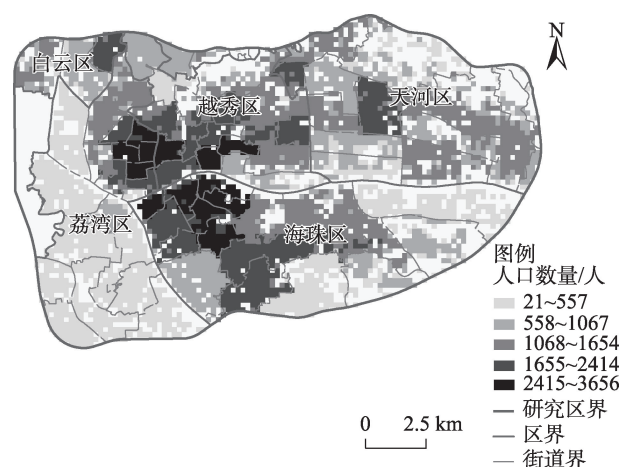 N
白云区
越秀区
天河区
荔湾区
海珠区
图例
人口数量/人
21~557
558~1067
1068~1654
1655~2414
2415~3656
研究区界
区界
街道界
0 2.5 km